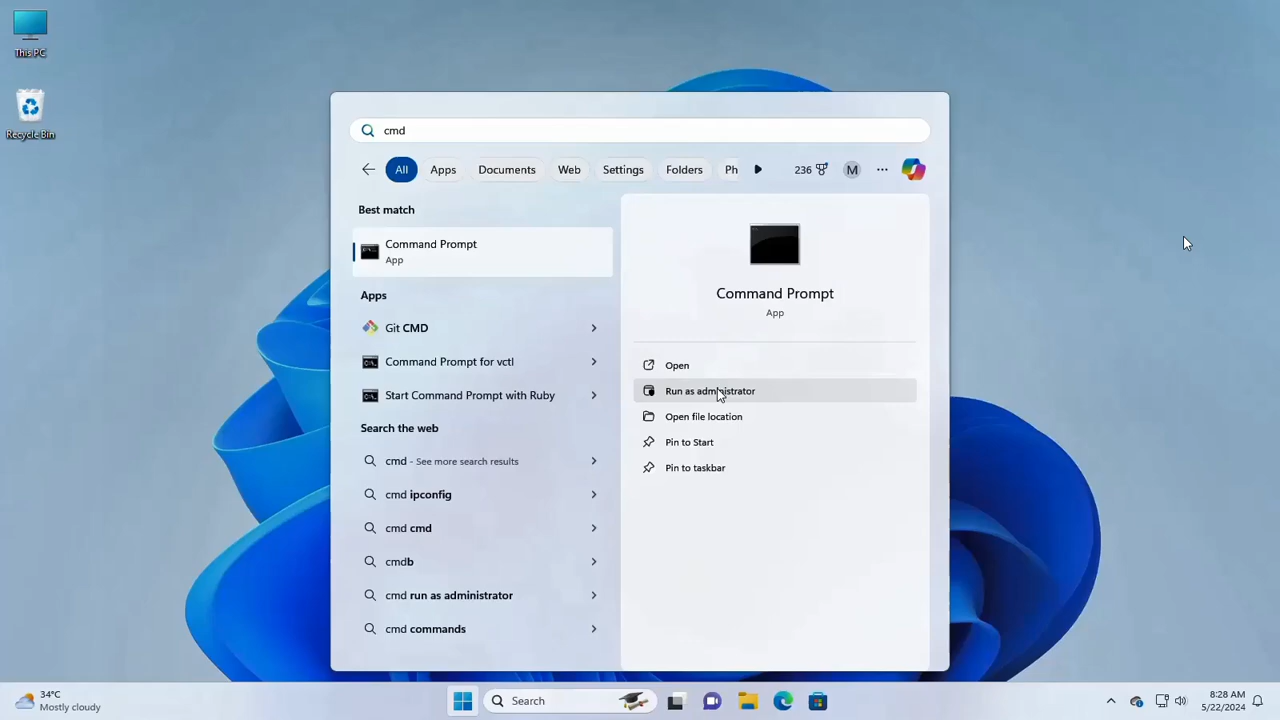 This PC
Recycle Bin
cmd
All Apps Documents Web Settings Folders Ph 236 M ...
Best match
Command Prompt
App
Apps
Git CMD
Command Prompt for vctl
Start Command Prompt with Ruby
Search the web
cmd - See more search results
cmd ipconfig
cmd cmd
cmdb
cmd run as administrator
cmd commands
Command Prompt
App
Open
Run as administrator
Open file location
Pin to Start
Pin to taskbar
34°C
Mostly cloudy
Search
8:28 AM
5/22/2024